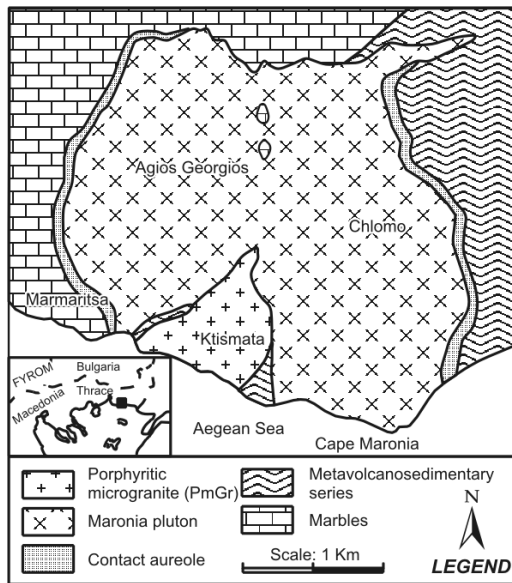 Agios Georgios
Chlomo
Marmaritsa
Ktismata
FYROM
Bulgaria
Thrace
Macedonia
Aegean Sea
Cape Maronia
Porphyritic
microgranite (PmGr)
Maronia pluton
Contact aureole
Metavolcanosedimentary
series
Marbles
N
Scale: 1 Km
LEGEND